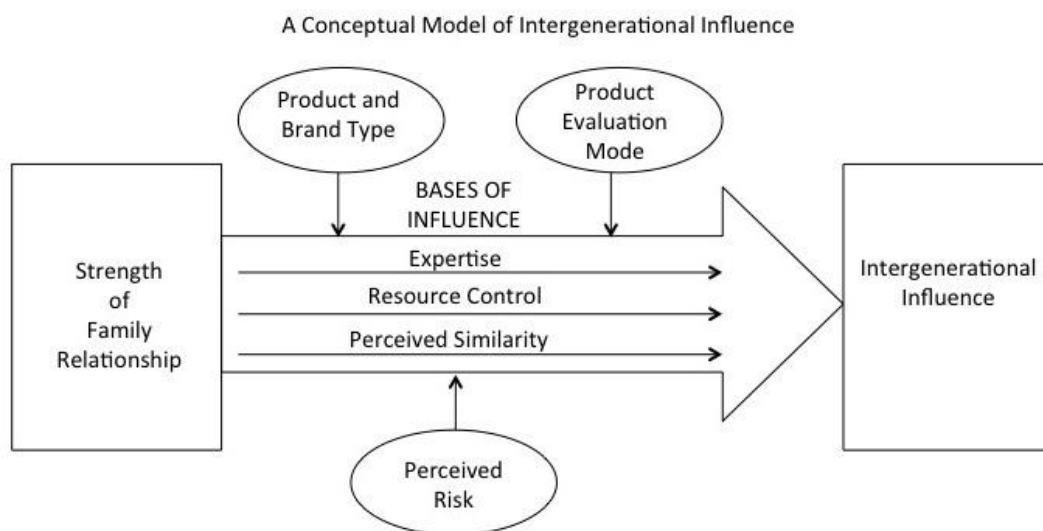 A Conceptual Model of Intergenerational Influence
Product and
Brand Type
Product
Evaluation
Mode
BASES OF
INFLUENCE
Strength
of
Family
Relationship
Expertise
Resource Control
Perceived Similarity
Intergenerational
Influence
Perceived
Risk